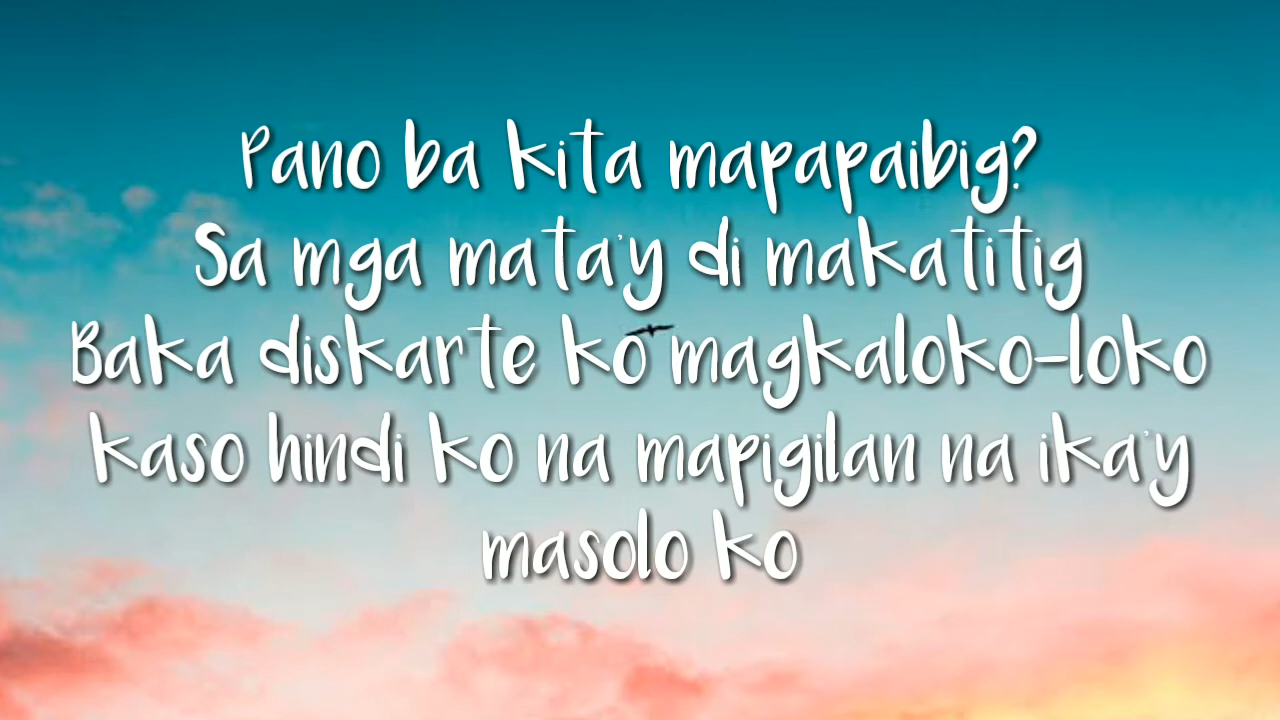 Pano ba kita mapapaibig?
Sa mga mata'y di makatitig
Baka diskarte ko magkaloko-loko
kaso hindi ko na mapigilan na ika'y
masolo ko